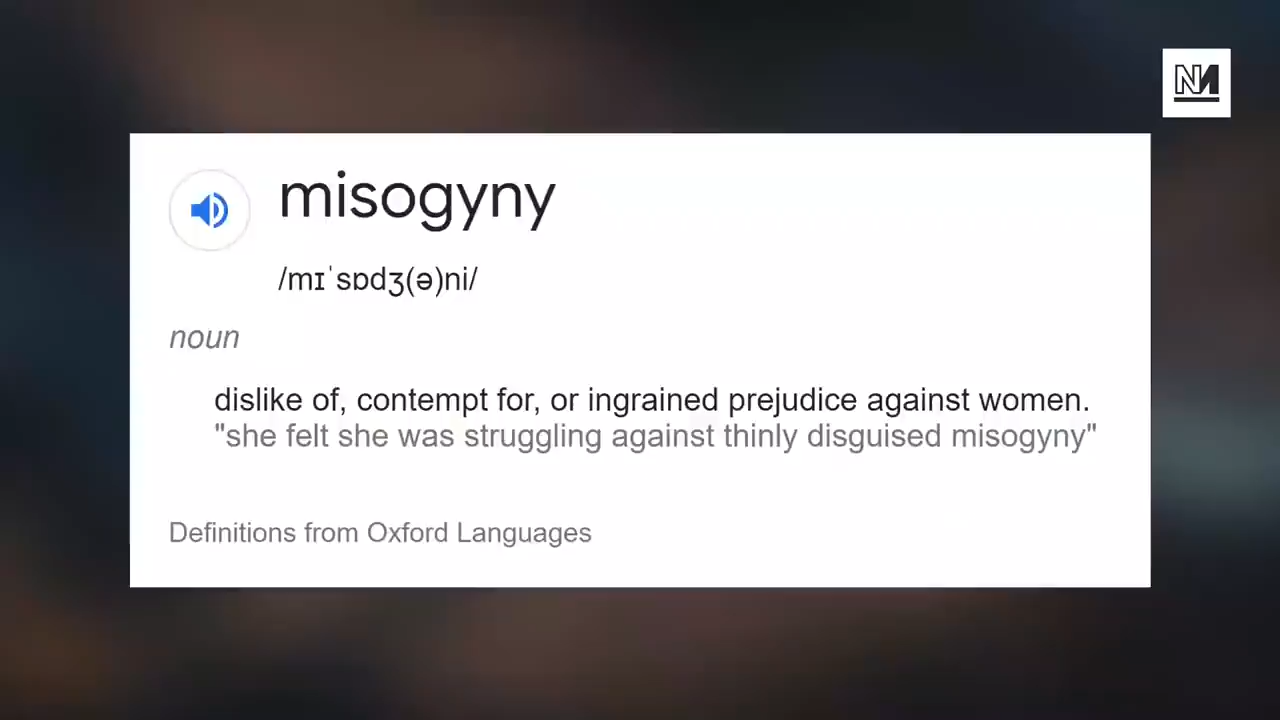 NM
misogyny
/mɪˈsɒdʒ(ə)ni/
noun
dislike of, contempt for, or ingrained prejudice against women.
"she felt she was struggling against thinly disguised misogyny"
Definitions from Oxford Languages